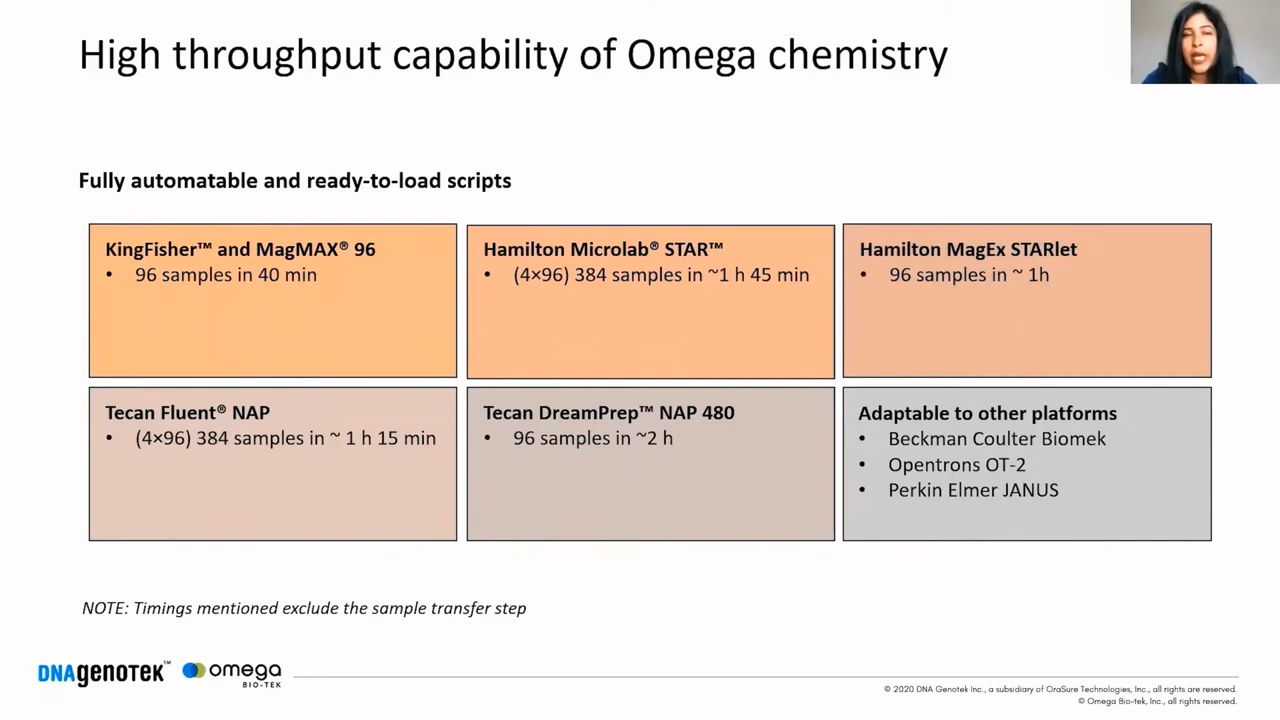 High throughput capability of Omega chemistry
Fully automatable and ready-to-load scripts
KingFisher™ and MagMAX® 96
• 96 samples in 40 min
Hamilton Microlab® STAR™
• (4×96) 384 samples in ~1 h 45 min
Hamilton MagEx STARlet
• 96 samples in ~ 1h
Tecan Fluent® NAP
• (4×96) 384 samples in ~ 1 h 15 min
Tecan DreamPrep™ NAP 480
• 96 samples in ~2 h
Adaptable to other platforms
• Beckman Coulter Biomek
• Opentrons OT-2
• Perkin Elmer JANUS
NOTE: Timings mentioned exclude the sample transfer step
DNAgenotek™
omega
BIO-TEK
© 2020 DNA Genotek Inc., a subsidiary of OraSure Technologies, Inc., all rights are reserved.
© Omega Bio-tek, Inc., all rights reserved.